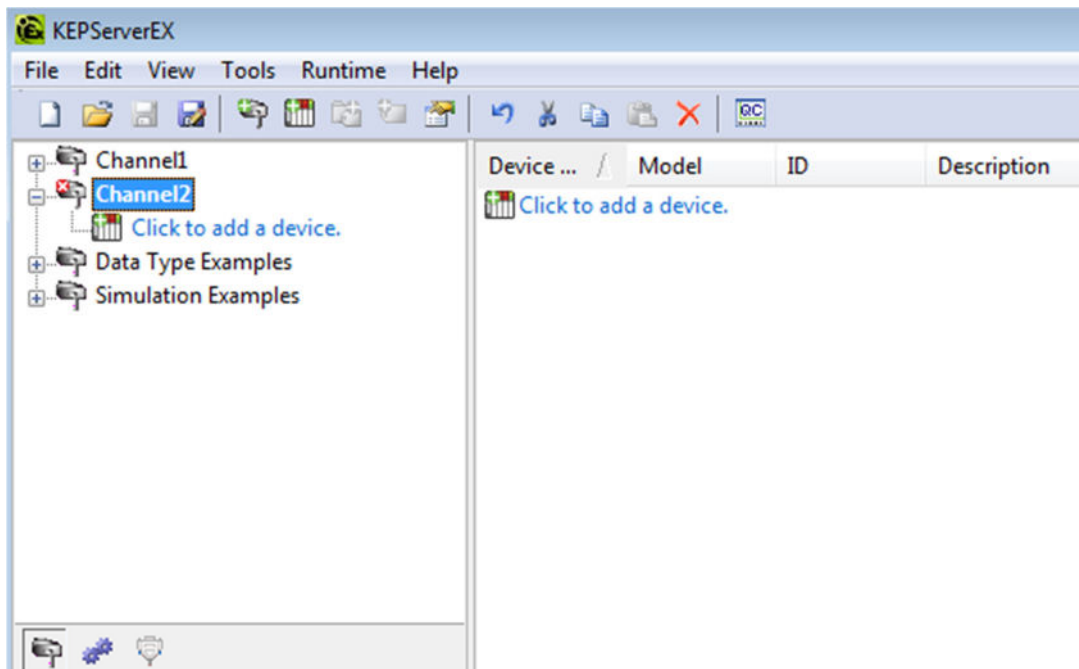 KEPServerEX
File Edit View Tools Runtime Help
QC
Channel1
Channel2
Click to add a device.
Data Type Examples
Simulation Examples
Device ... Model ID Description
Click to add a device.